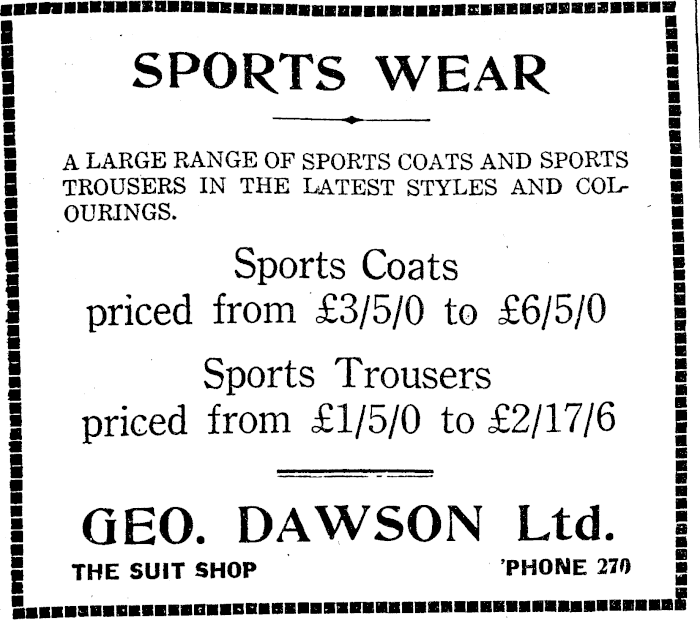 SPORTS WEAR
A LARGE RANGE OF SPORTS COATS AND SPORTS
TROUSERS IN THE LATEST STYLES AND COL-
OURINGS.
Sports Coats
priced from £3/5/0 to £6/5/0
Sports Trousers
priced from £1/5/0 to £2/17/6
GEO. DAWSON Ltd.
THE SUIT SHOP 'PHONE 270